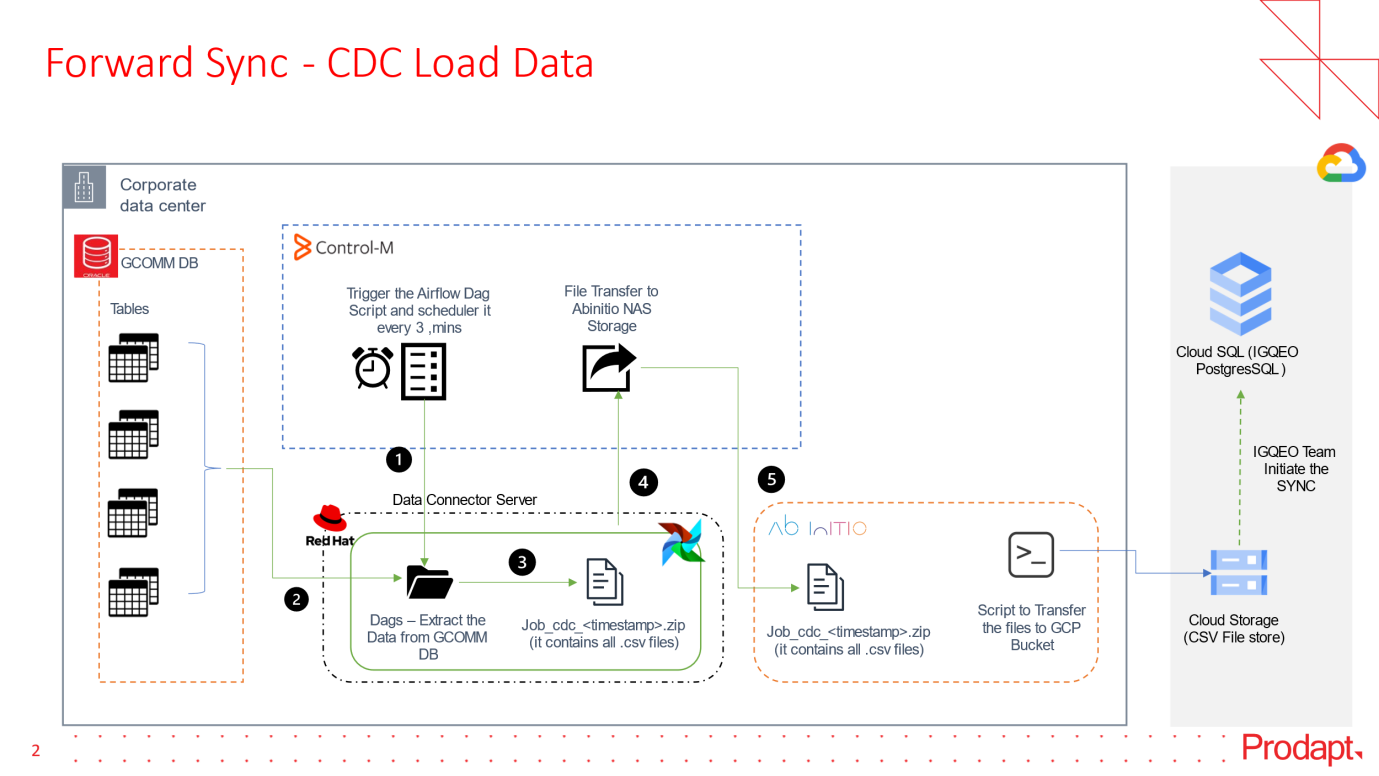 Forward Sync - CDC Load Data
Corporate
data center
ORACLE
GCOMM DB
Tables
Control-M
Trigger the Airflow Dag
Script and scheduler it
every 3 ,mins
File Transfer to
Abinitio NAS
Storage
1
4
5
Data Connector Server
Red Hat
3
2
Dags – Extract the
Data from GCOMM
DB
Job_cdc_<timestamp>.zip
(it contains all .csv files)
Ab InITIO
Job_cdc_<timestamp>.zip
(it contains all .csv files)
>_
Script to Transfer
the files to GCP
Bucket
Cloud SQL (IGQEO
PostgresSQL )
IGQEO Team
Initiate the
SYNC
Cloud Storage
(CSV File store)
2
Prodapt